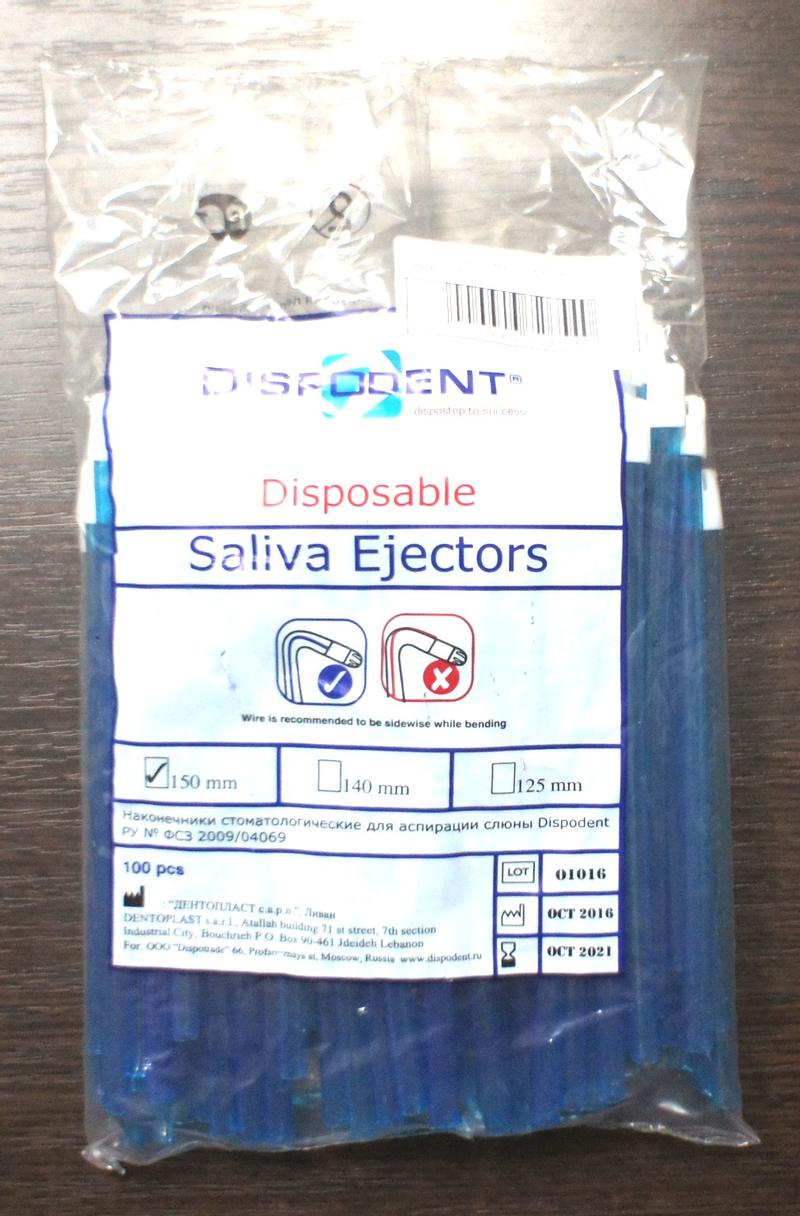 DISPODENT®
dispostep to success
Disposable
Saliva Ejectors
Wire is recommended to be sidewise while bending
150 mm
140 mm
125 mm
Наконечники стоматологические для аспирации слюны Dispodent
РУ № ФСЗ 2009/04069
100 pcs
: "ДЕНТОПЛАСТ с.а.р.л.", Ливан
DENTOPLAST s.a.r.l., Atallah building 71 st street, 7th section
Industrial City, Bouchrieh P.O. Box 90-461 Jdeideh Lebanon
For: OOO "Dispotrade" 66, st, Moscow, Russia www.dispodent.ru
LOT 01016
OCT 2016
OCT 2021